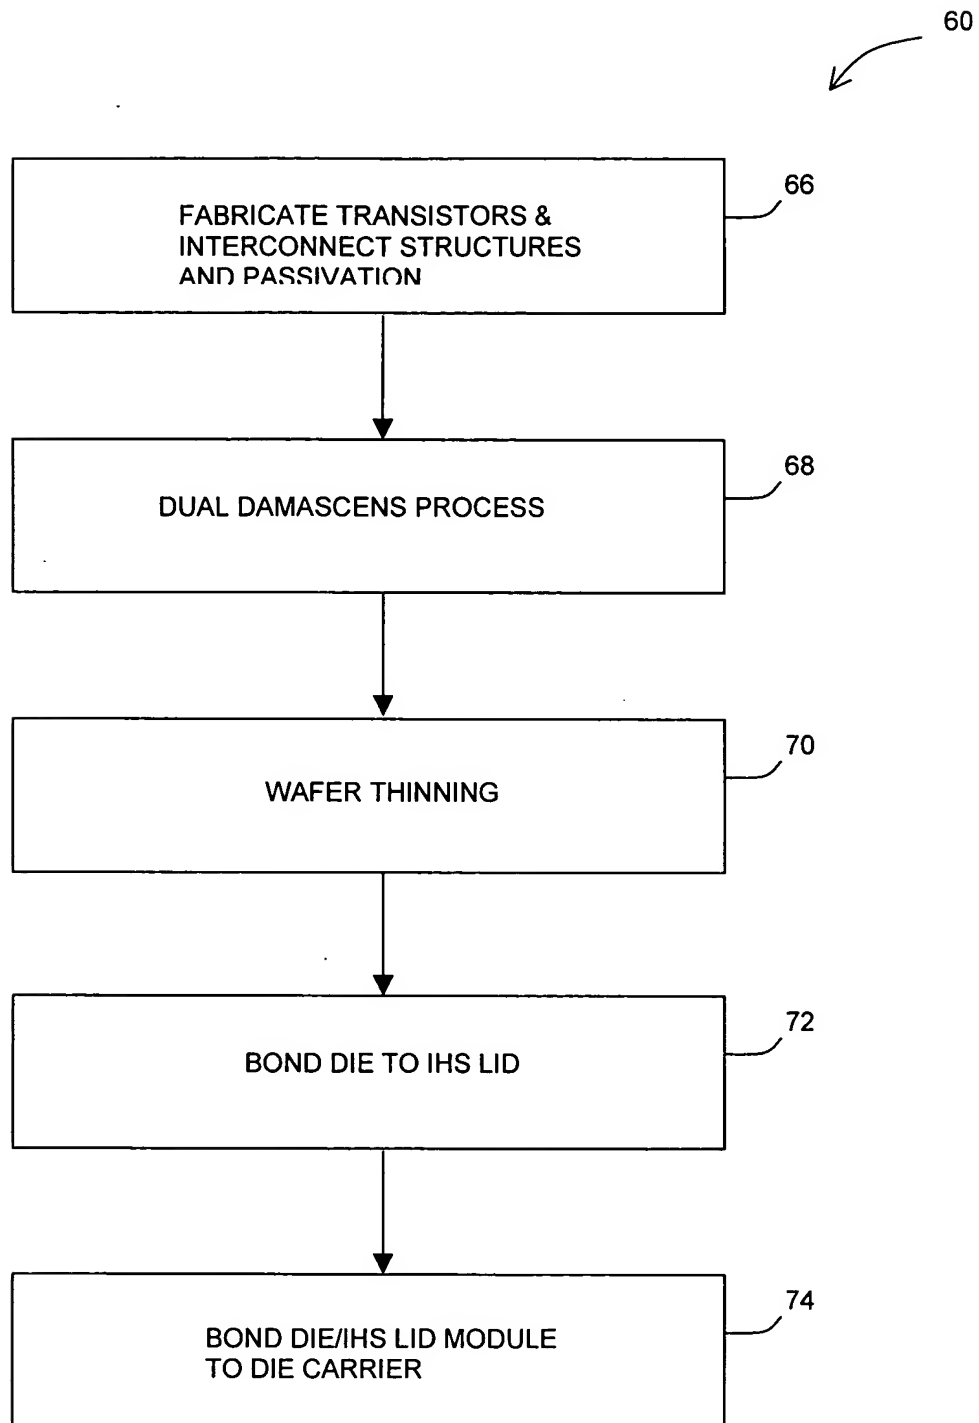 60
66
FABRICATE TRANSISTORS &
INTERCONNECT STRUCTURES
AND PASSIVATION
68
DUAL DAMASCENS PROCESS
70
WAFER THINNING
72
BOND DIE TO IHS LID
74
BOND DIE/IHS LID MODULE
TO DIE CARRIER